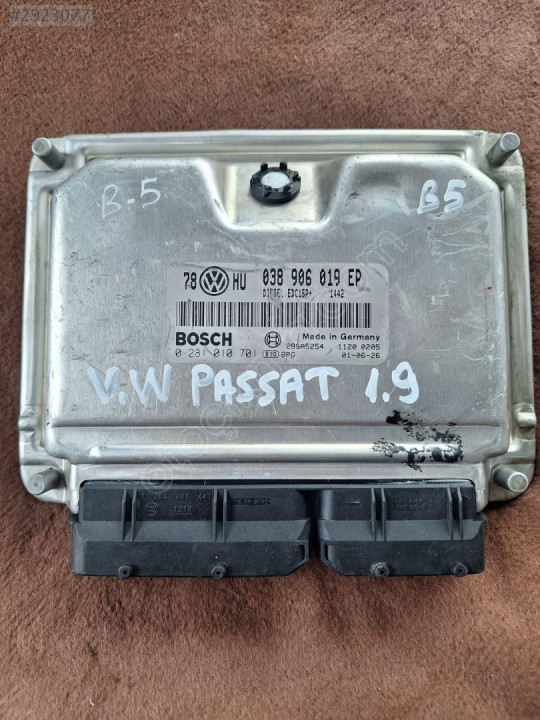 #2923077
B-5
B5
78 HU 038 906 019 EP
DIESEL EDC15P+ 1442
BOSCH Made in Germany
28SA5254 1120 0205
0 281 010 701 BPC 01-06-26
V.W PASSAT 1.9